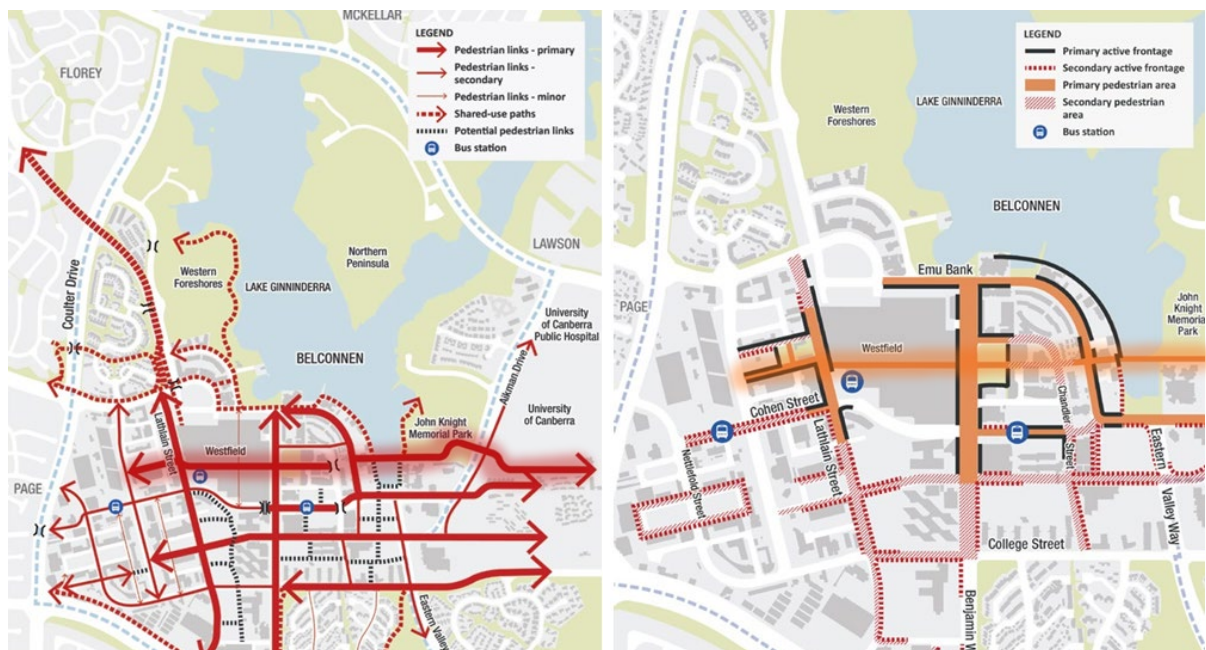 MCKELLAR
FLOREY
LEGEND
Pedestrian links - primary
Pedestrian links -
secondary
Pedestrian links - minor
Shared-use paths
Potential pedestrian links
Bus station
Coulter Drive
Western
Foreshores
LAKE GINNINDERRA
Northern
Peninsula
LAWSON
University
of Canberra
Public Hospital
BELCONNEN
Aikman Drive
University
of Canberra
John Knight
Memorial Park
Lathlain Street
Westfield
PAGE
Eastern Valley
LEGEND
Primary active frontage
Secondary active frontage
Primary pedestrian area
Secondary pedestrian
area
Bus station
Western
Foreshores
LAKE GINNINDERRA
BELCONNEN
Emu Bank
PAGE
John
Knight
Memorial
Park
Westfield
Cohen Street
Chandler
Street
Lathlain Street
Nettlefold Street
Eastern
Valley Way
College Street
Benjamin W